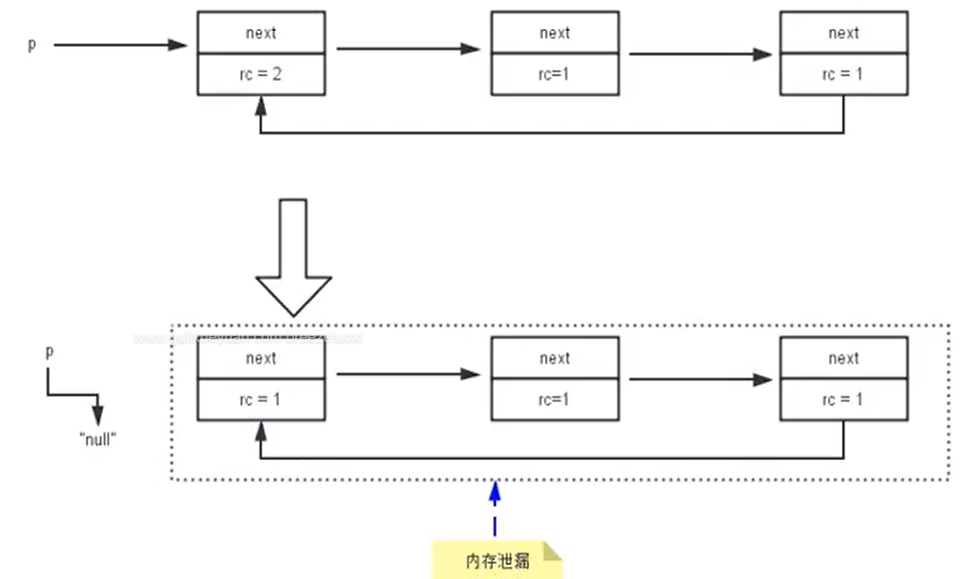 next
next
next
p
rc = 2
rc=1
rc = 1
p
next
next
next
rc = 1
rc=1
rc = 1
"null"
内存泄漏